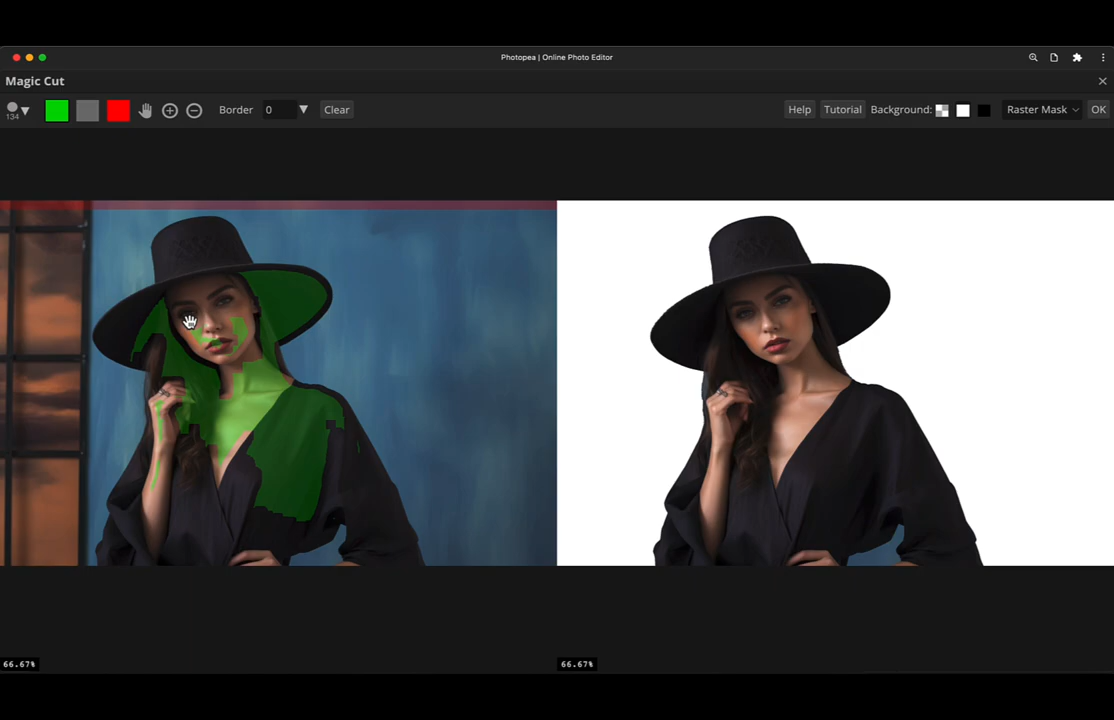 Photopea | Online Photo Editor
Magic Cut
134 Border 0 Clear Help Tutorial Background: Raster Mask OK
66.67% 66.67%